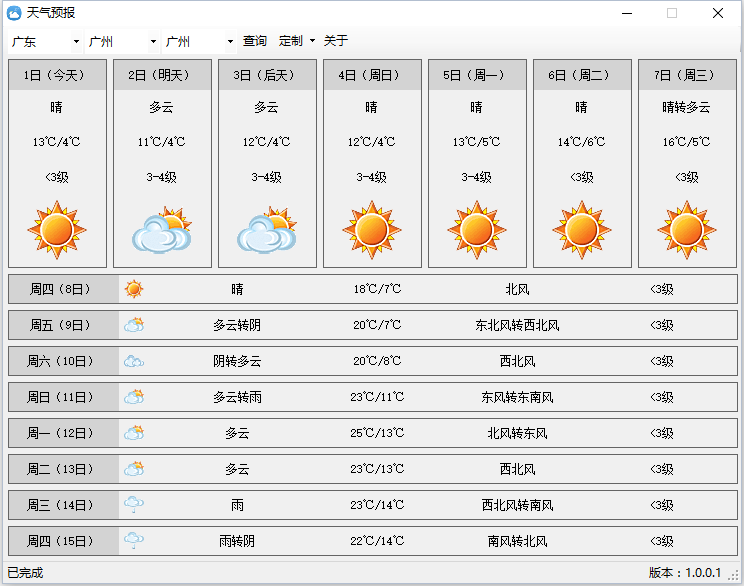 天气预报
广东 广州 广州 查询 定制 关于
1日（今天） 2日（明天） 3日（后天） 4日（周日） 5日（周一） 6日（周二） 7日（周三）
晴 多云 多云 晴 晴 晴 晴转多云
13℃/4℃ 11℃/4℃ 12℃/4℃ 12℃/4℃ 13℃/5℃ 14℃/6℃ 16℃/5℃
<3级 3-4级 3-4级 3-4级 3-4级 <3级 <3级
周四（8日） 晴 18℃/7℃ 北风 <3级
周五（9日） 多云转阴 20℃/7℃ 东北风转西北风 <3级
周六（10日） 阴转多云 20℃/8℃ 西北风 <3级
周日（11日） 多云转雨 23℃/11℃ 东风转东南风 <3级
周一（12日） 多云 25℃/13℃ 北风转东风 <3级
周二（13日） 多云 23℃/13℃ 西北风 <3级
周三（14日） 雨 23℃/14℃ 西北风转南风 <3级
周四（15日） 雨转阴 22℃/14℃ 南风转北风 <3级
已完成 版本：1.0.0.1